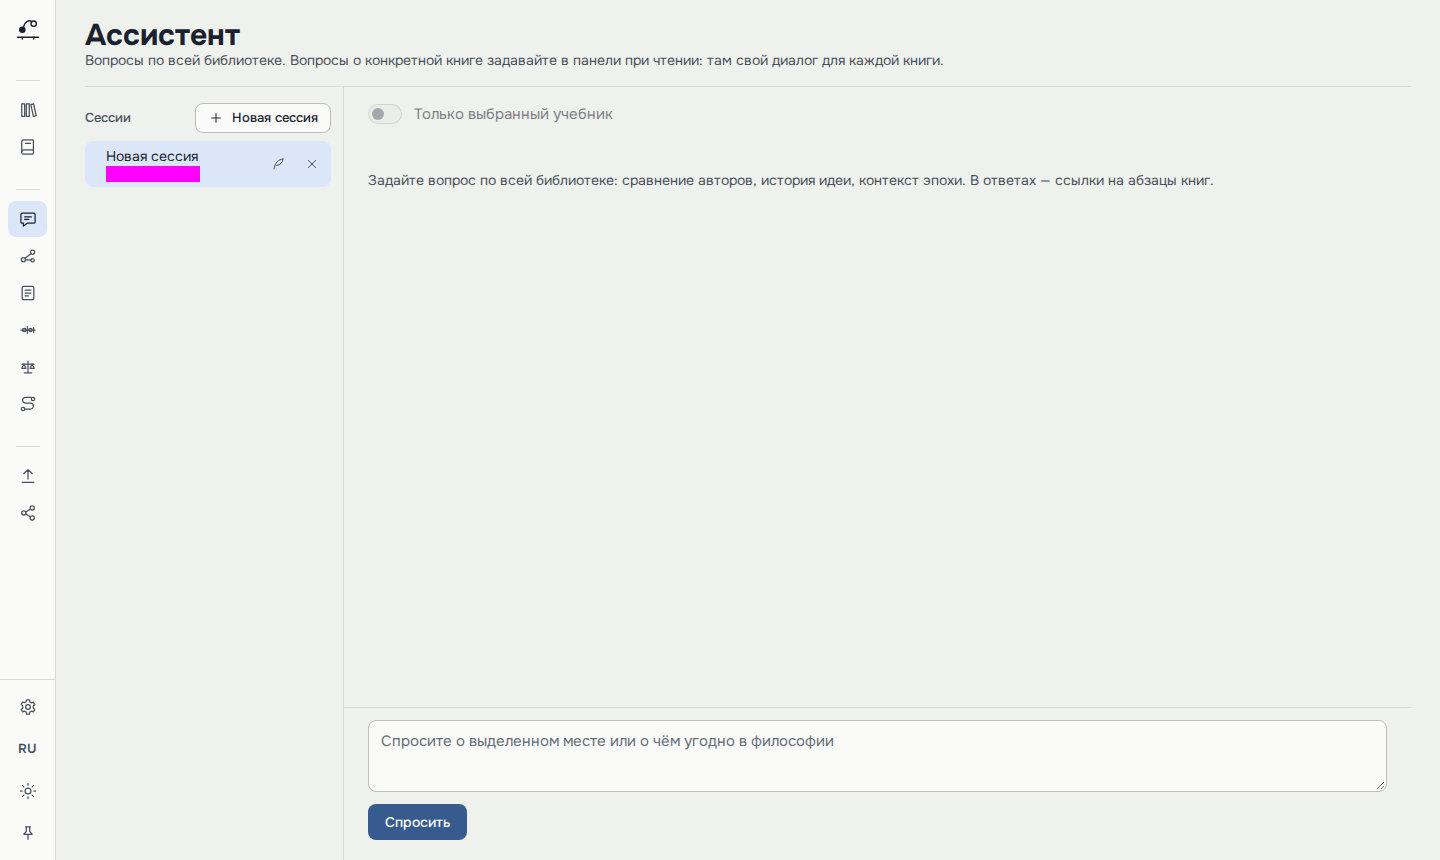 Ассистент
Вопросы по всей библиотеке. Вопросы о конкретной книге задавайте в панели при чтении: там свой диалог для каждой книги.
Сессии
Новая сессия
Новая сессия
Только выбранный учебник
Задайте вопрос по всей библиотеке: сравнение авторов, история идеи, контекст эпохи. В ответах — ссылки на абзацы книг.
Спросите о выделенном месте или о чём угодно в философии
Спросить
RU